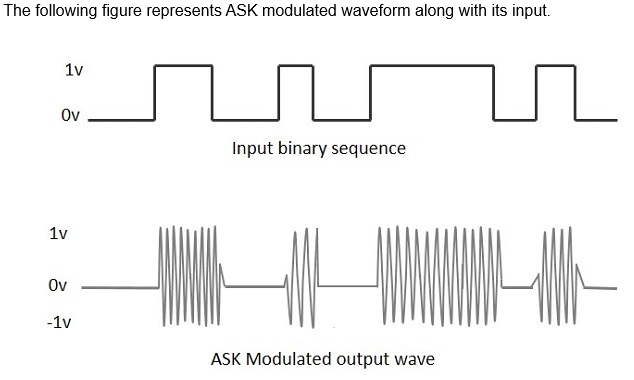 The following figure represents ASK modulated waveform along with its input.
1v
0v
Input binary sequence
1v
0v
-1v
ASK Modulated output wave